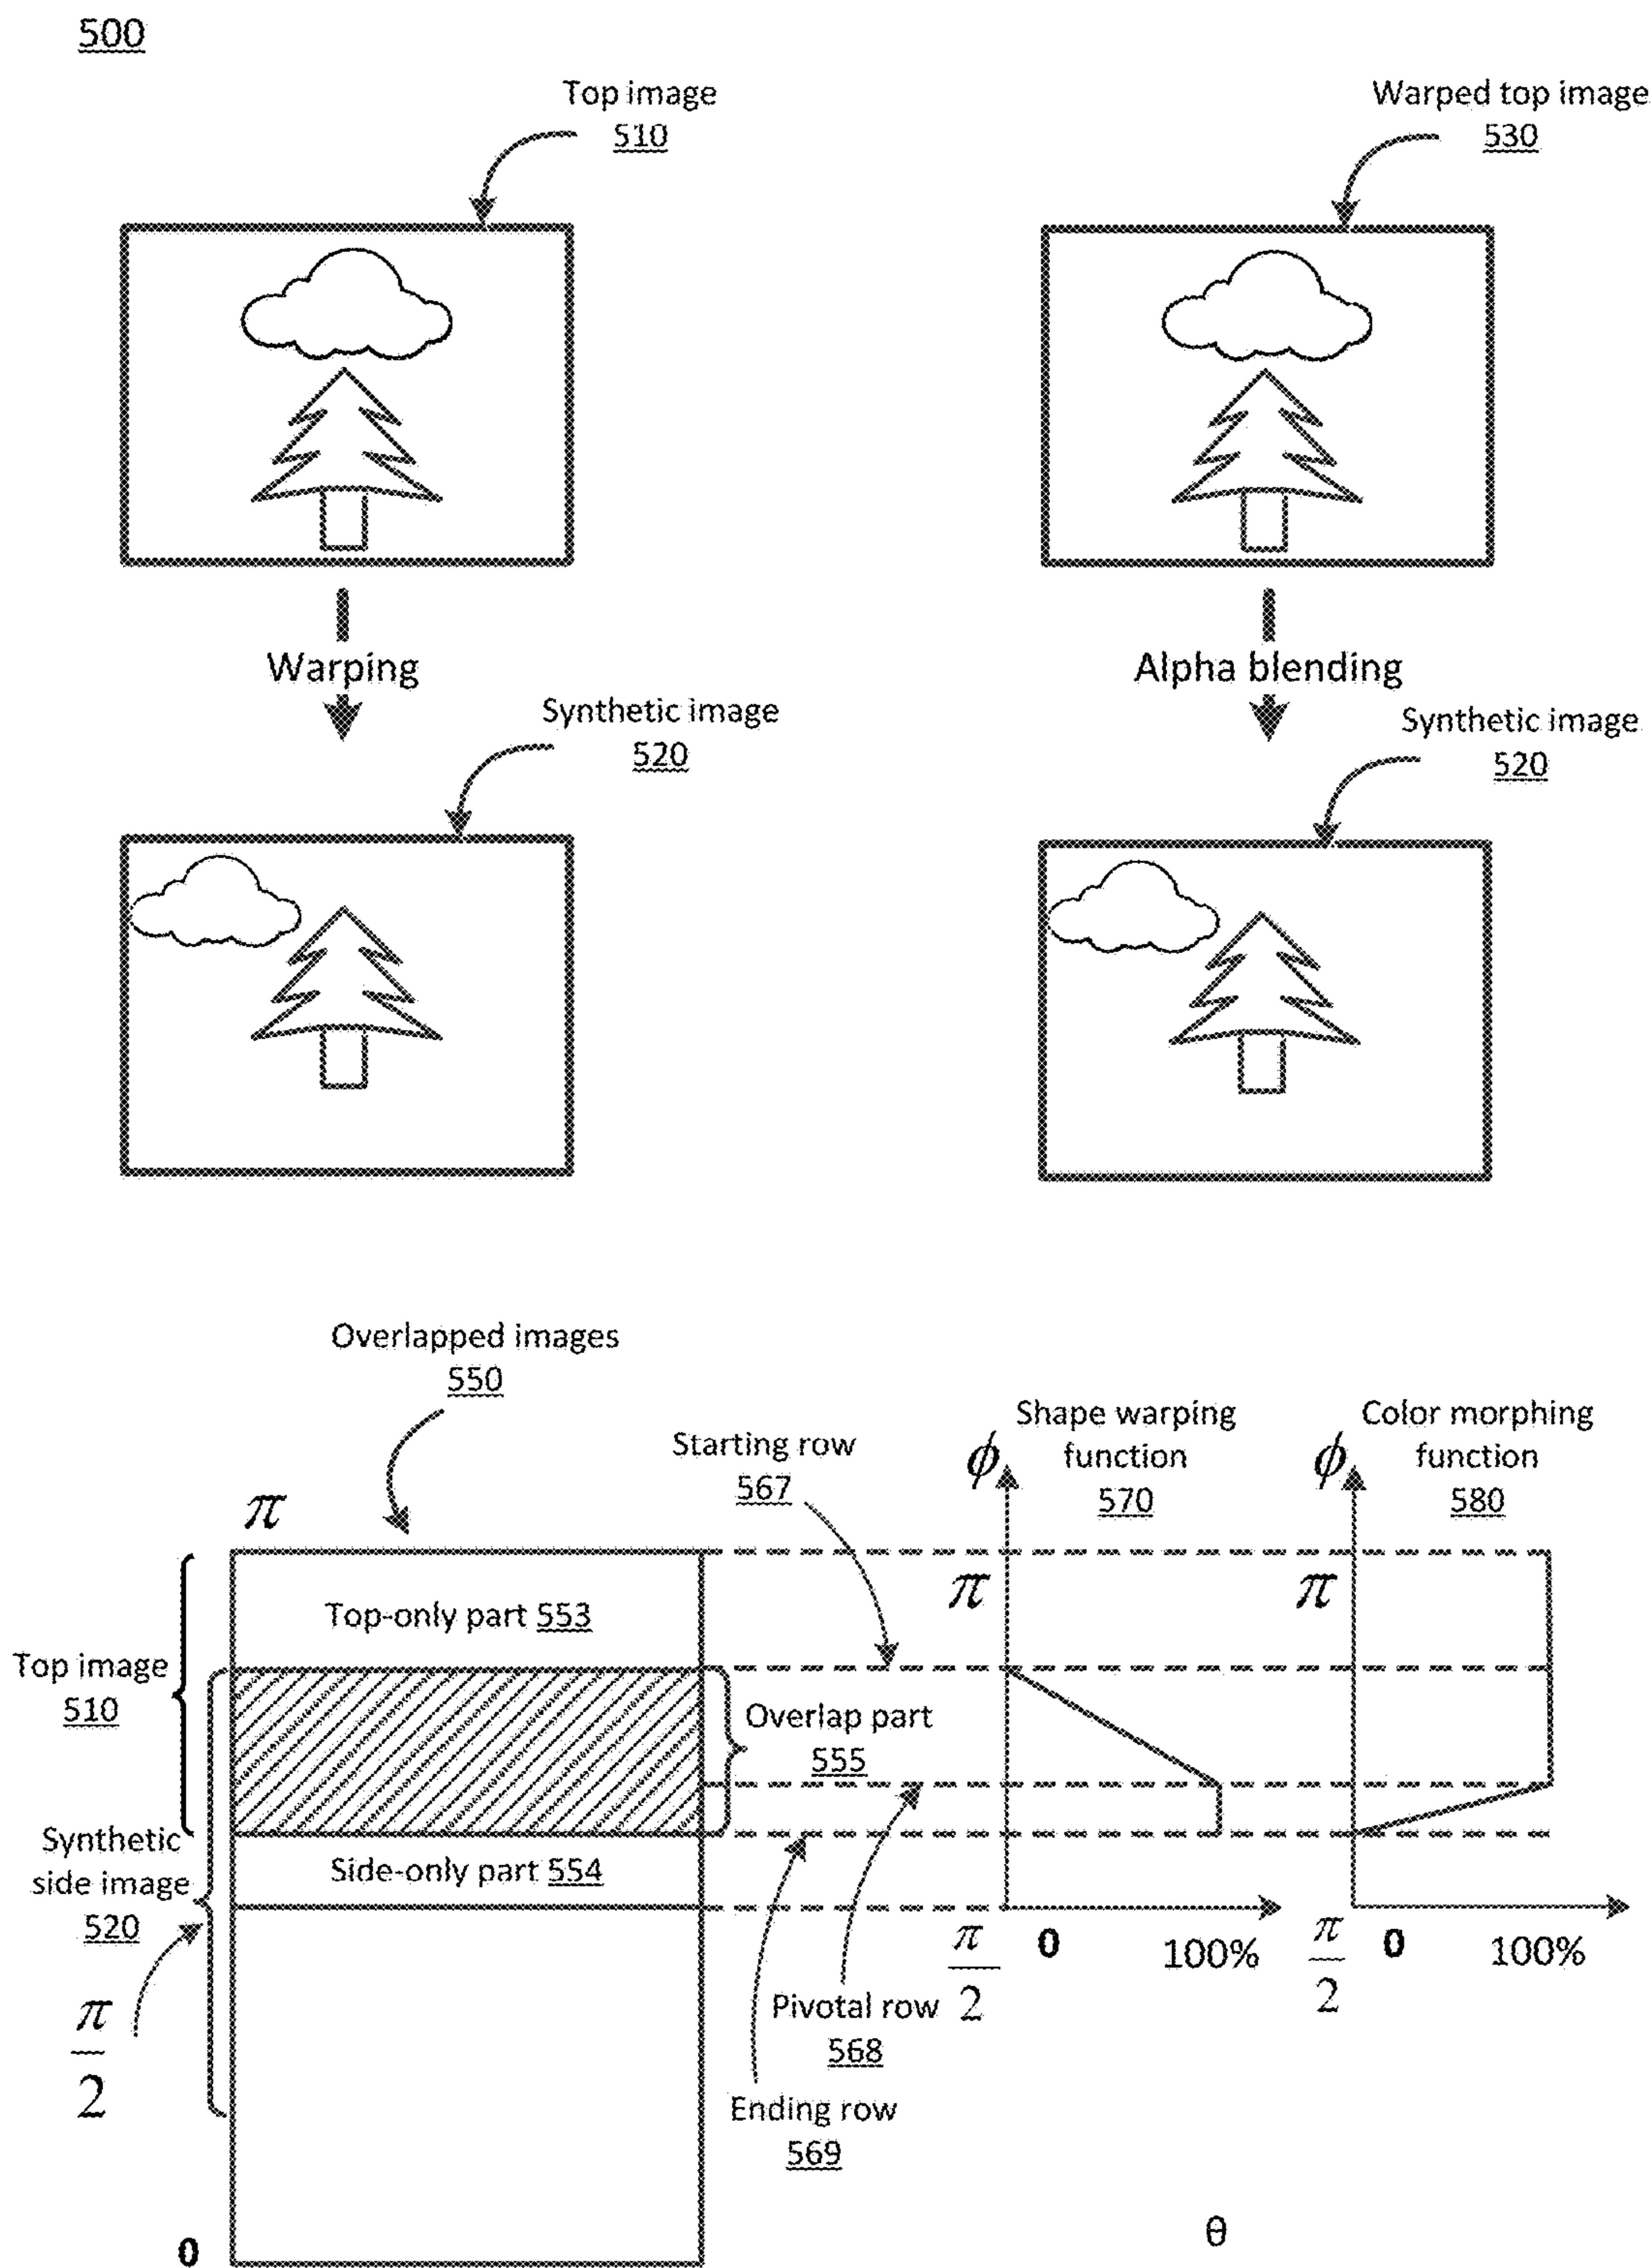 500
Top image
510
Warped top image
530
Warping
Alpha blending
Synthetic image
520
Synthetic image
520
Overlapped images
550
Starting row
567
Shape warping
function
570
Color morphing
function
580
ϕ
ϕ
π
π
π
Top-only part 553
Top image
510
Overlap part
555
Synthetic
side image
520
Side-only part 554
π
2
0
100%
π
2
0
100%
π
2
Pivotal row
568
Ending row
569
θ
0